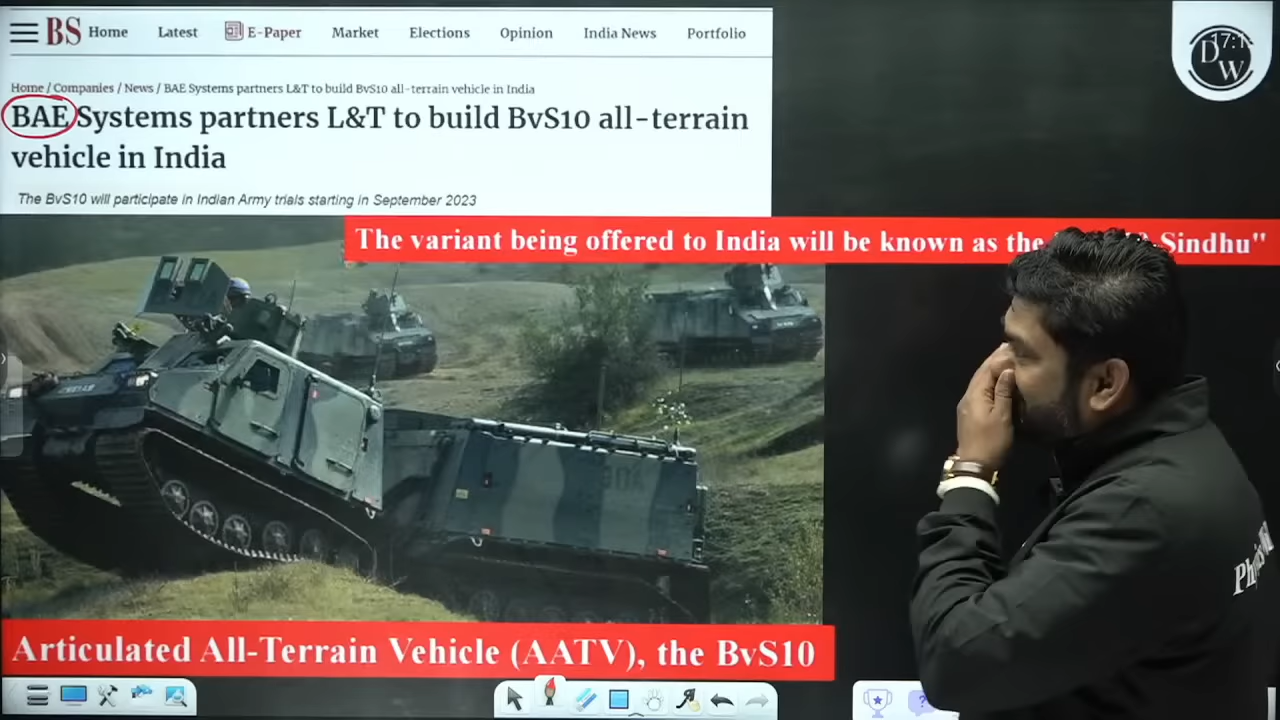 BS Home Latest E-Paper Market Elections Opinion India News Portfolio
Home / Companies / News / BAE Systems partners L&T to build BvS10 all-terrain vehicle in India
BAE Systems partners L&T to build BvS10 all-terrain
vehicle in India
The BvS10 will participate in Indian Army trials starting in September 2023
The variant being offered to India will be known as the Sindhu"
Articulated All-Terrain Vehicle (AATV), the BvS10
17:1
D
W